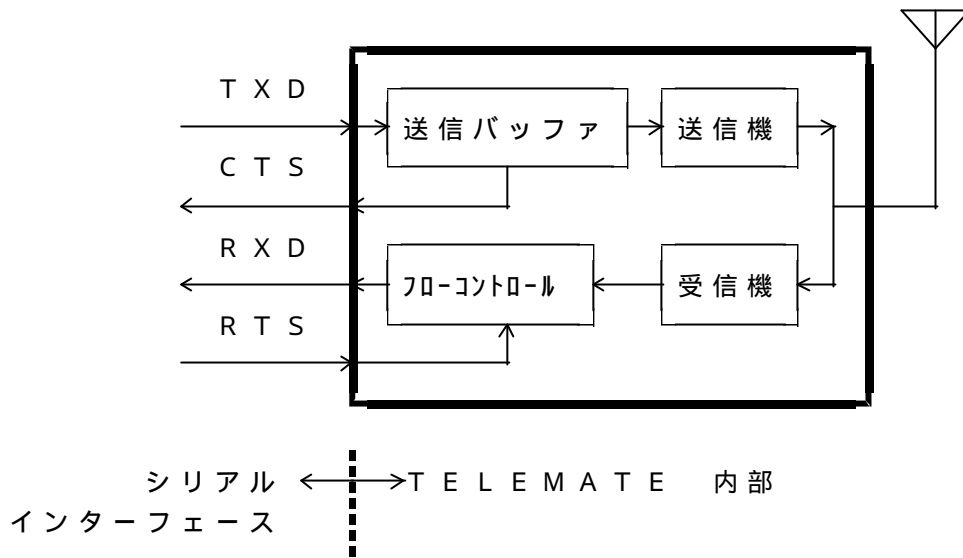 ＴＸＤ
送信バッファ
送信機
ＣＴＳ
ＲＸＤ
ﾌﾛｰｺﾝﾄﾛｰﾙ
受信機
ＲＴＳ
シリアル
ＴＥＬＥＭＡＴＥ 内部
インターフェース